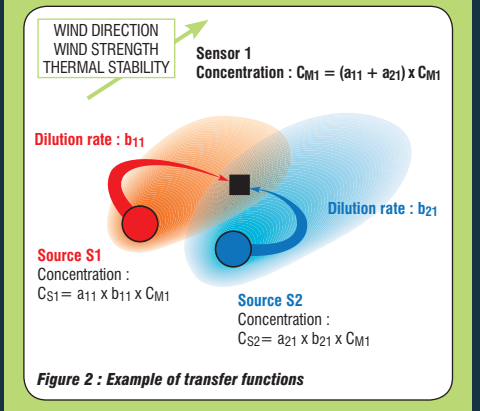 WIND DIRECTION
WIND STRENGTH
THERMAL STABILITY
Sensor 1
Concentration : CM1 = (a11 + a21) x CM1
Dilution rate : b11
Dilution rate : b21
Source S1
Concentration :
CS1= a11 x b11 x CM1
Source S2
Concentration :
CS2= a21 x b21 x CM1
Figure 2 : Example of transfer functions